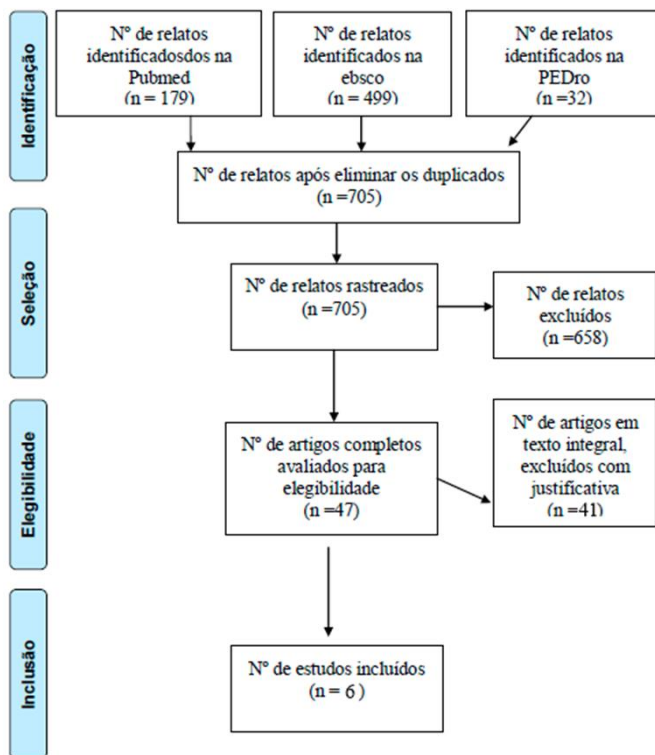 Identificação
Nº de relatos
identificadosdos na
Pubmed
(n = 179)
Nº de relatos
identificados na
ebsco
(n = 499)
Nº de relatos
identificados na
PEDro
(n =32)
Nº de relatos após eliminar os duplicados
(n =705)
Seleção
Nº de relatos rastreados
(n =705)
Nº de relatos
excluídos
(n =658)
Elegibilidade
Nº de artigos completos
avaliados para
elegibilidade
(n =47)
Nº de artigos em
texto integral,
excluídos com
justificativa
(n =41)
Inclusão
Nº de estudos incluídos
(n = 6 )